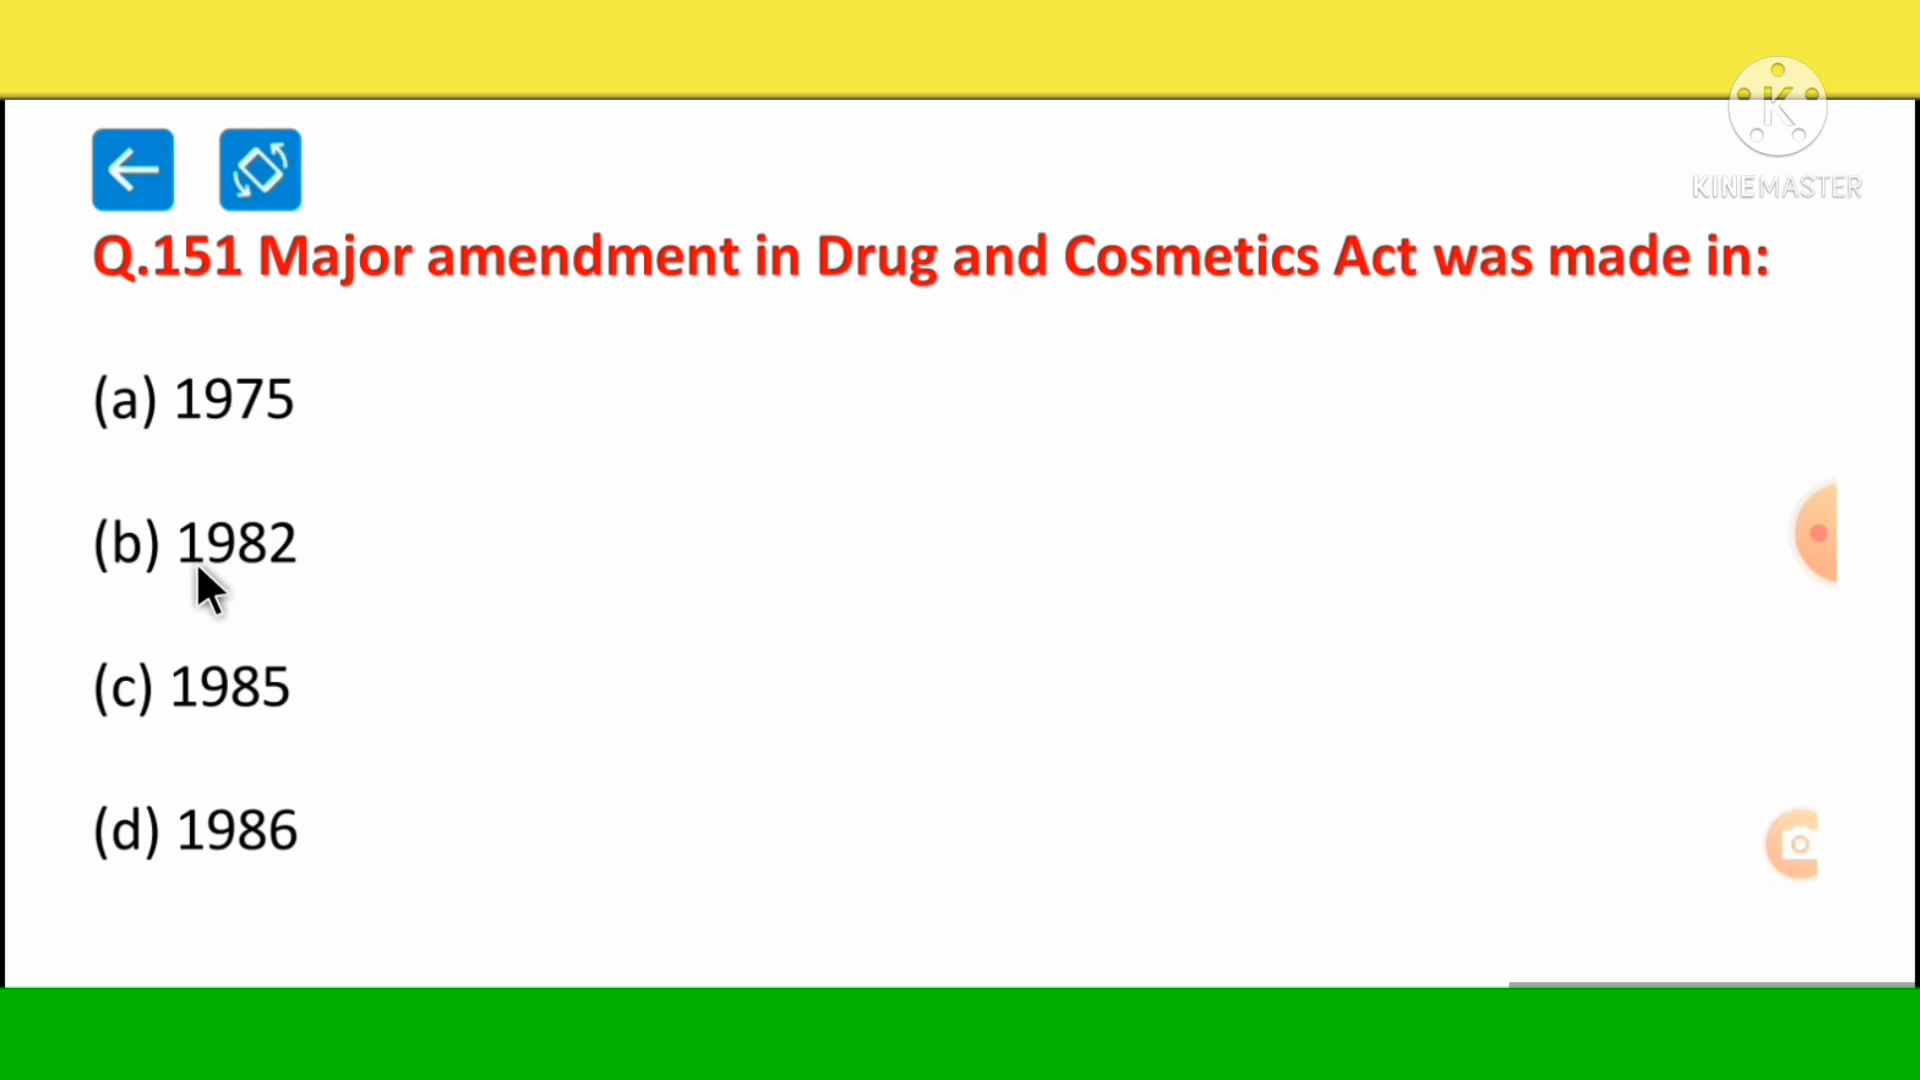 K
KINEMASTER
Q.151 Major amendment in Drug and Cosmetics Act was made in:
(a) 1975
(b) 1982
(c) 1985
(d) 1986